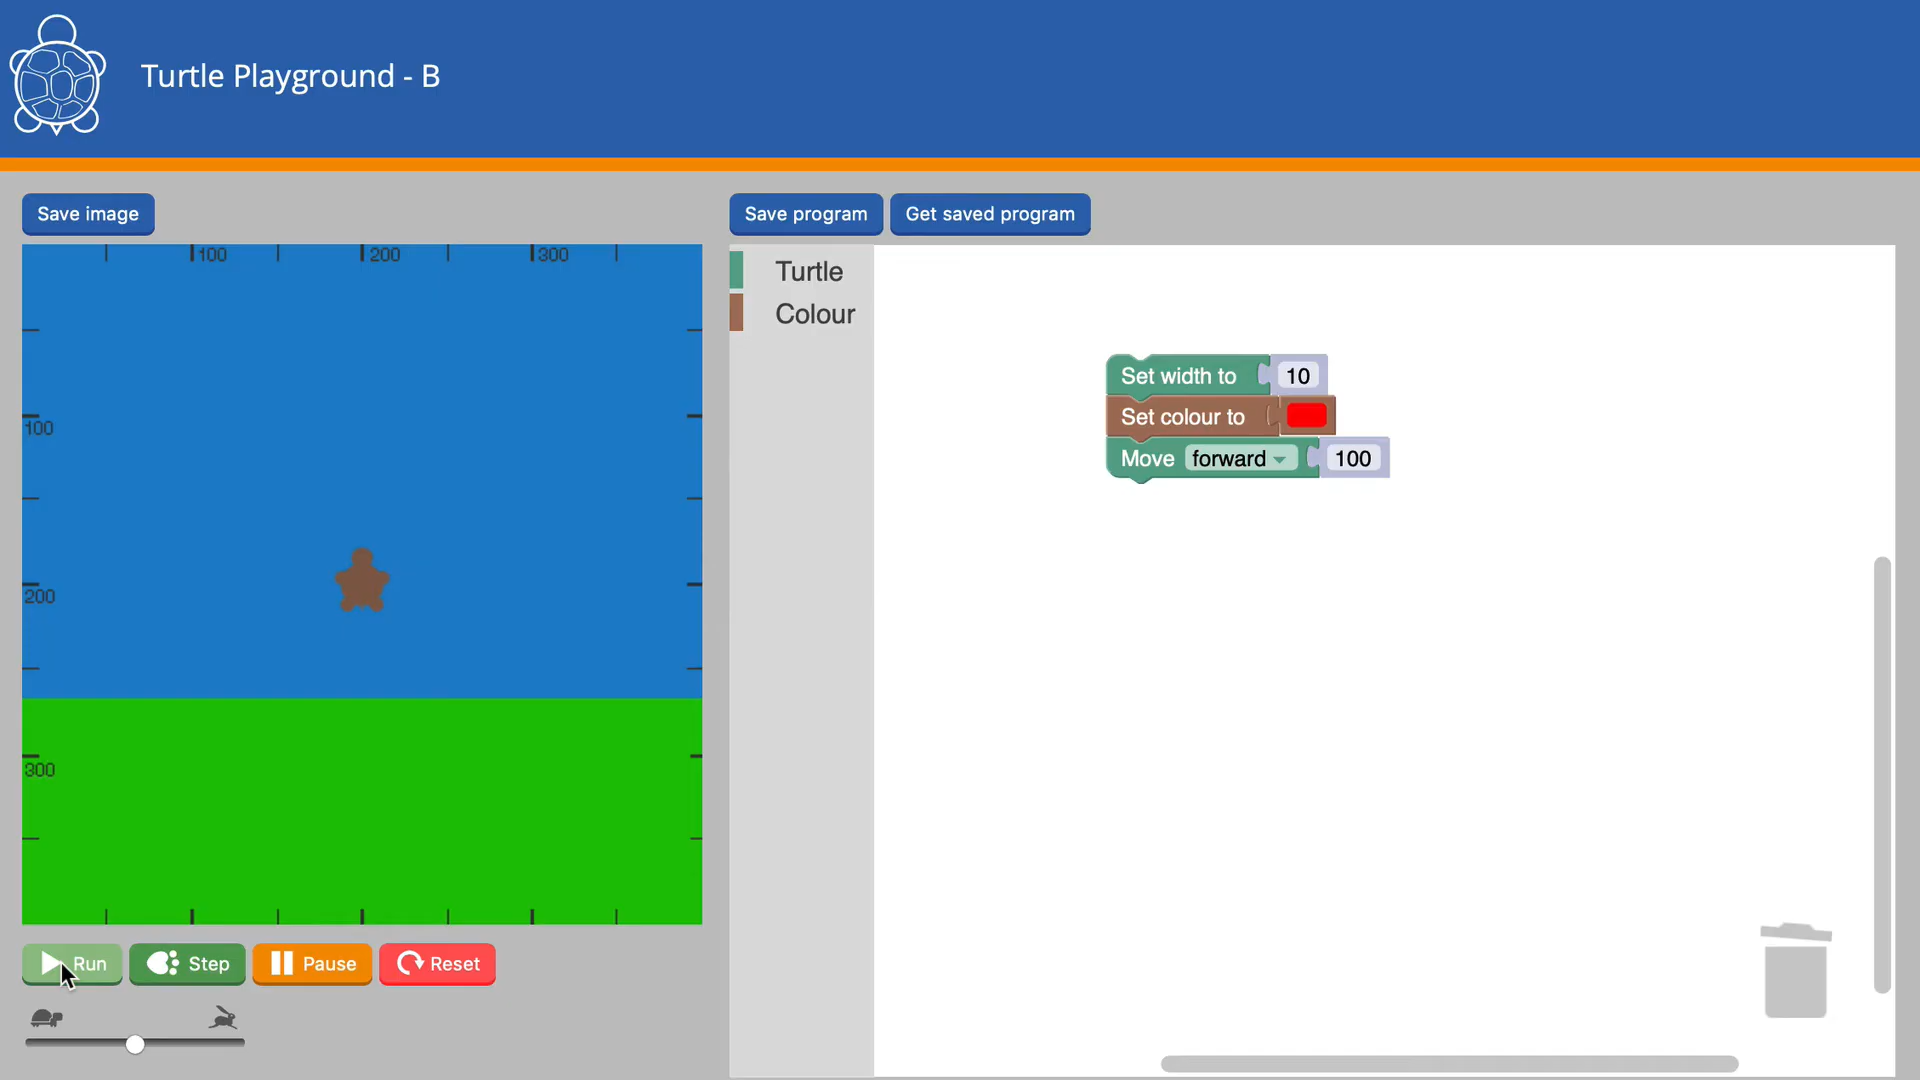 Turtle Playground - B
Save image
Save program
Get saved program
100
200
300
100
200
300
Turtle
Colour
Set width to 10
Set colour to
Move forward 100
Run
Step
Pause
Reset